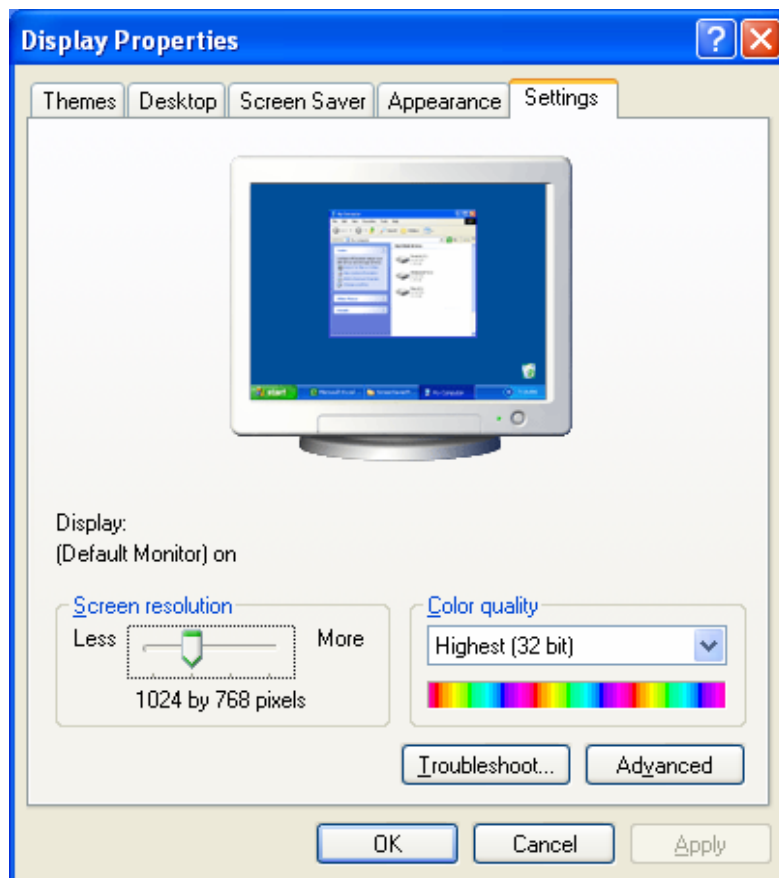 Display Properties
Themes Desktop Screen Saver Appearance Settings
start
Display:
(Default Monitor) on
Screen resolution
Less More
1024 by 768 pixels
Color quality
Highest (32 bit)
Troubleshoot... Advanced
OK Cancel Apply